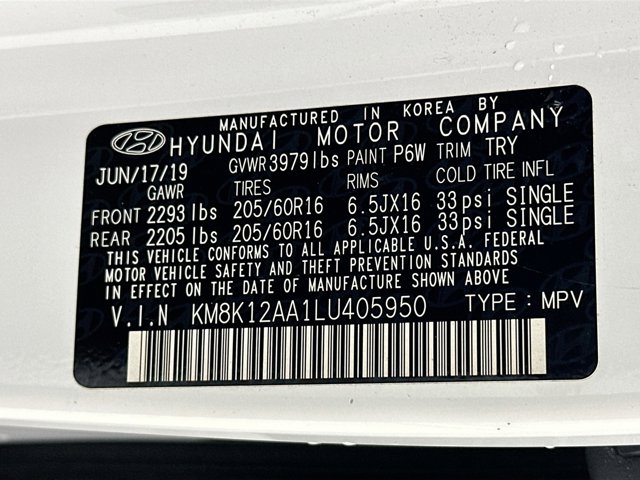 MANUFACTURED IN KOREA BY
HYUNDAI MOTOR COMPANY
JUN/17/19 GVWR 3979lbs PAINT P6W TRIM TRY
GAWR TIRES RIMS COLD TIRE INFL
FRONT 2293 lbs 205/60R16 6.5JX16 33psi SINGLE
REAR 2205 lbs 205/60R16 6.5JX16 33psi SINGLE
THIS VEHICLE CONFORMS TO ALL APPLICABLE U.S.A. FEDERAL
MOTOR VEHICLE SAFETY AND THEFT PREVENTION STANDARDS
IN EFFECT ON THE DATE OF MANUFACTURE SHOWN ABOVE
V.I.N KM8K12AA1LU405950 TYPE : MPV